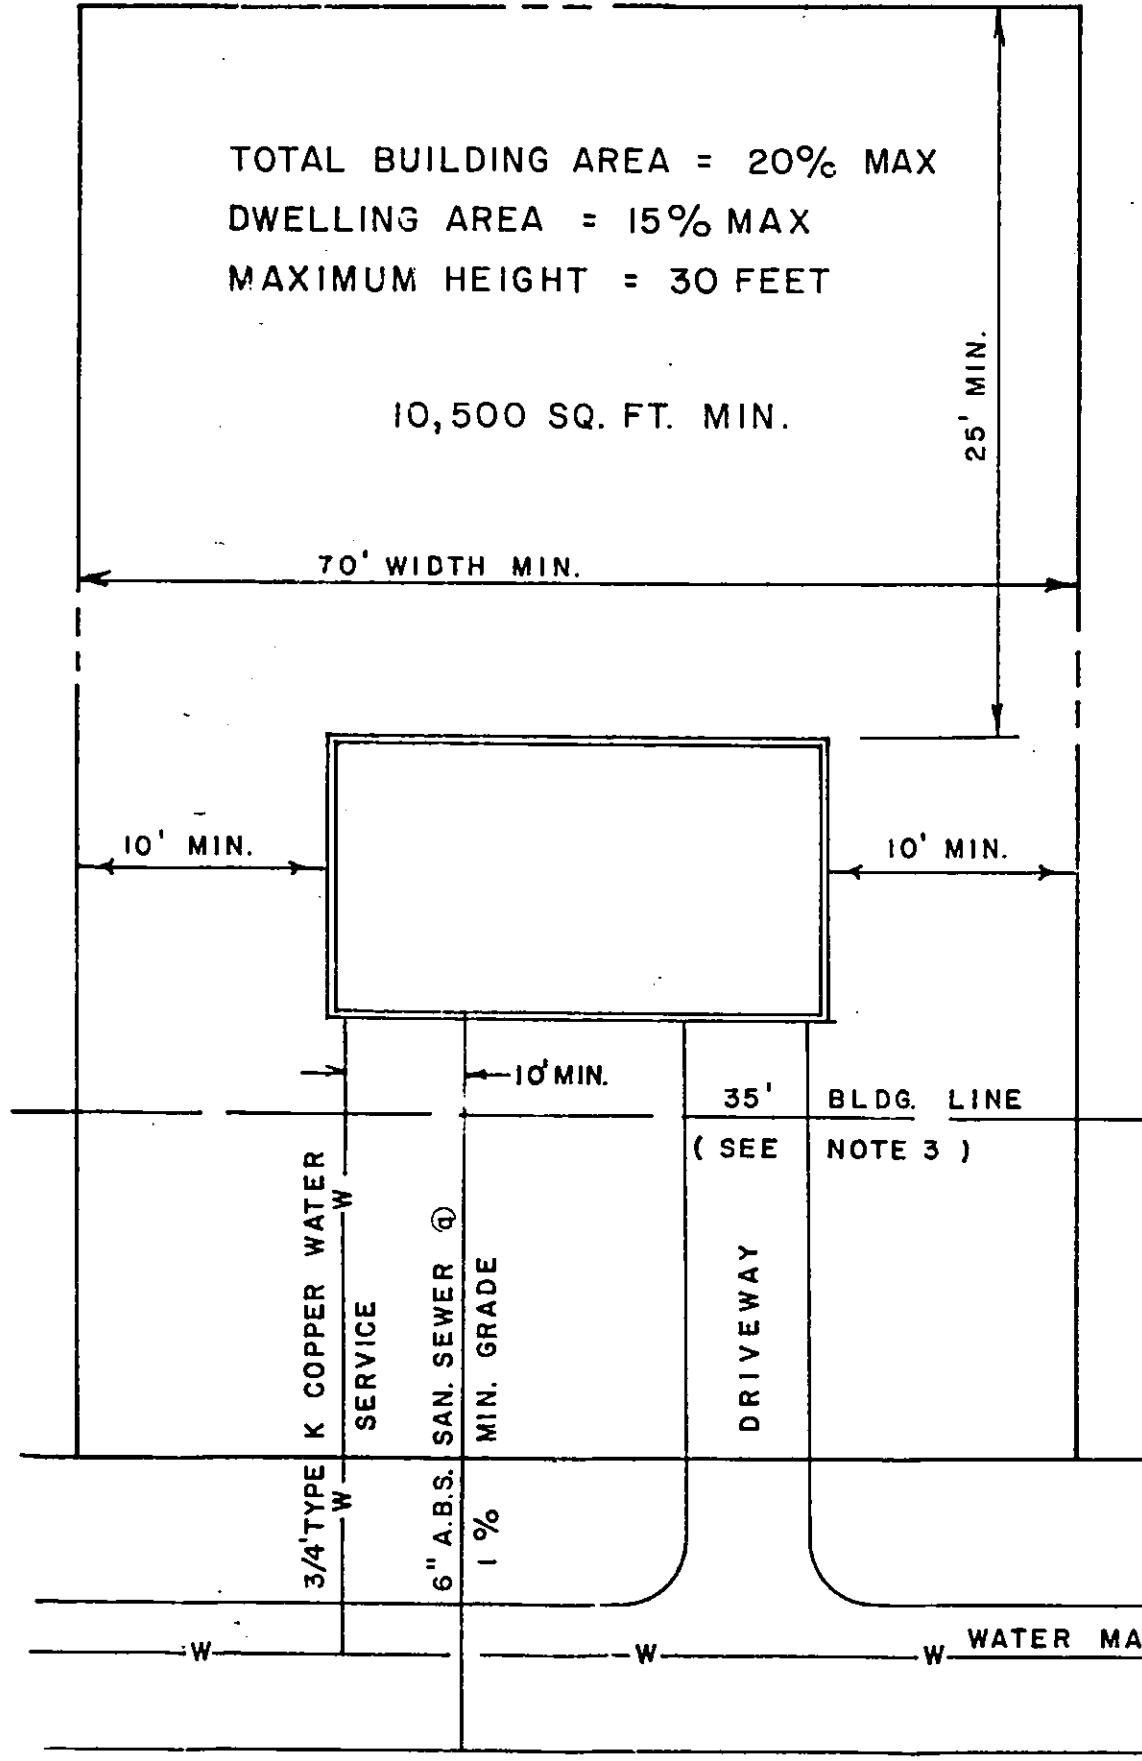 TOTAL BUILDING AREA = 20% MAX
DWELLING AREA = 15% MAX
MAXIMUM HEIGHT = 30 FEET
10,500 SQ. FT. MIN.
25' MIN.
70' WIDTH MIN.
10' MIN.
10' MIN.
10' MIN.
35' BLDG. LINE
( SEE NOTE 3 )
3/4' TYPE K COPPER WATER
SERVICE
W
W
6" A.B.S. SAN. SEWER @
1% MIN. GRADE
DRIVEWAY
W
W
W
WATER MA